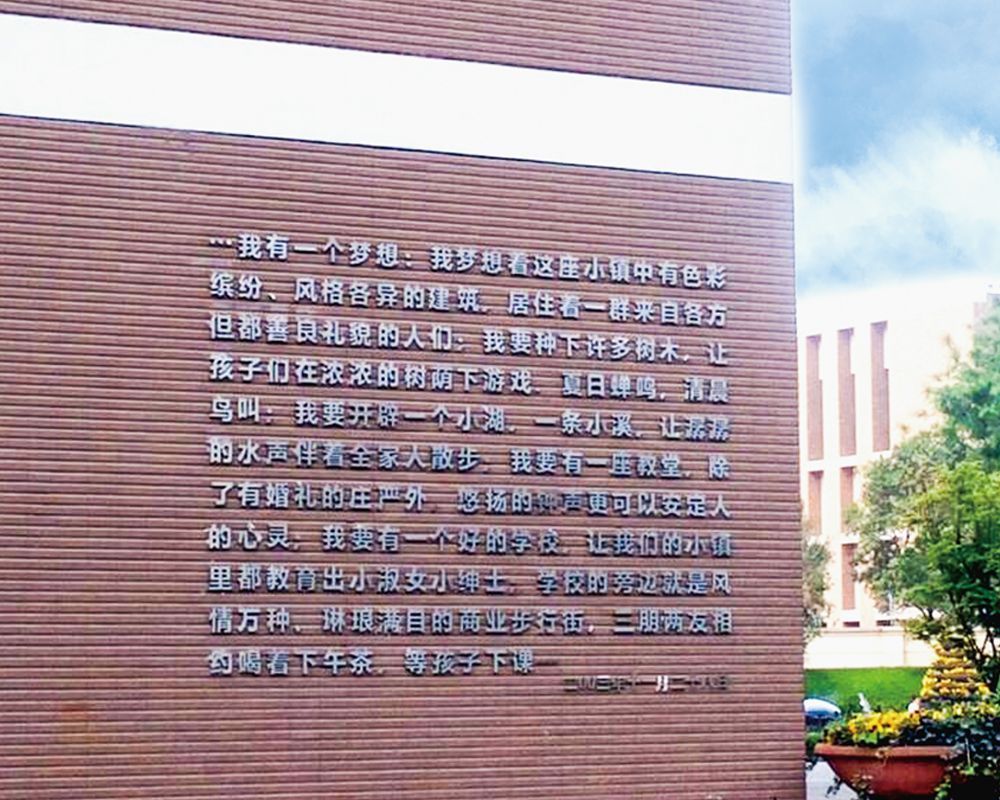 …我有一个梦想：我梦想着这座小镇中有色彩
缤纷、风格各异的建筑，居住着一群来自各方
但都善良礼貌的人们；我要种下许多树木，让
孩子们在浓浓的树荫下游戏，夏日蝉鸣，清晨
鸟叫；我要开辟一个小湖，一条小溪，让潺潺
的水声伴着全家人散步，我要有一座教堂，除
了有婚礼的庄严外，悠扬的钟声更可以安定人
的心灵；我要有一个好的学校，让我们的小镇
里都教育出小淑女小绅士，学校的旁边就是风
情万种、琳琅满目的商业步行街，三朋两友相
约喝着下午茶，等孩子下课
二〇〇三年十一月二十